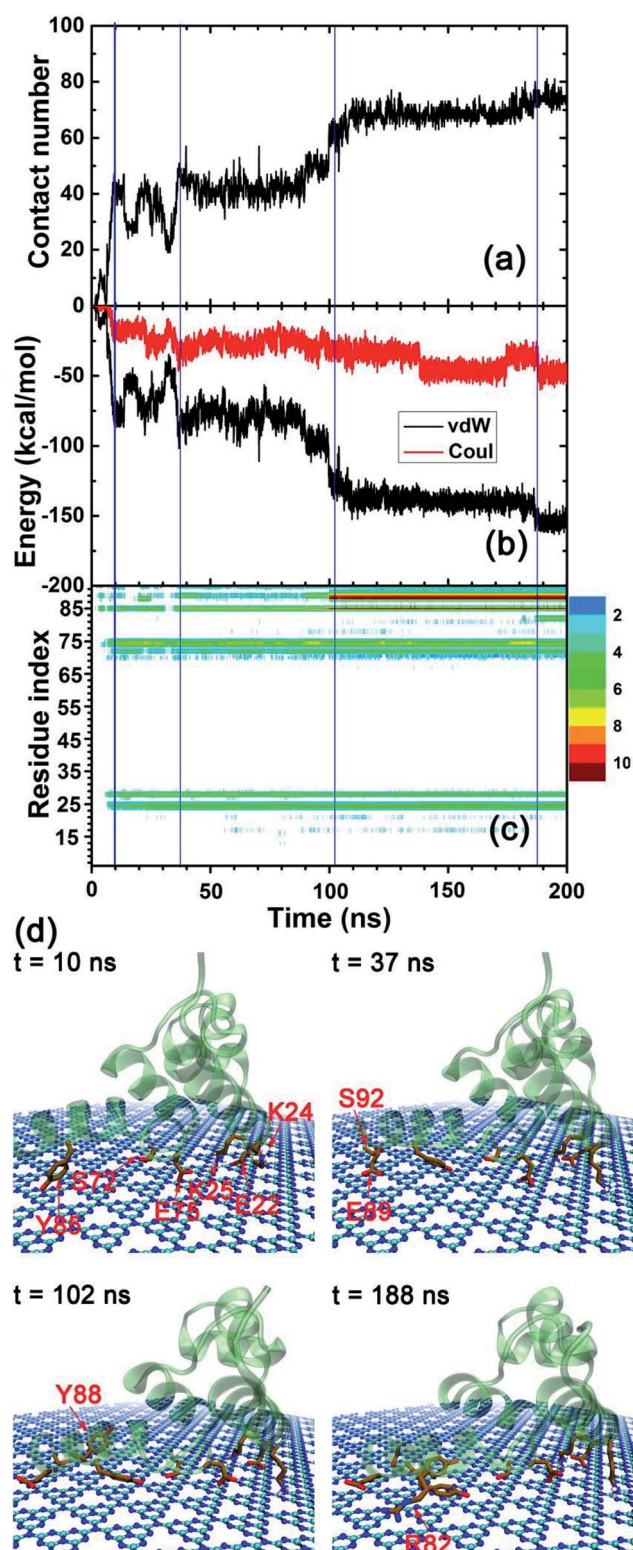 100
80
60
40
20
0
Contact number
(a)
-50
-100
-150
-200
Energy (kcal/mol)
vdW
Coul
(b)
85
75
65
55
45
35
25
15
Residue index
(c)
2
4
6
8
10
0 50 100 150 200
Time (ns)
(d)
t = 10 ns
K24
K25
E75
E22
Y85
t = 37 ns
S92
E89
t = 102 ns
Y88
t = 188 ns
R82